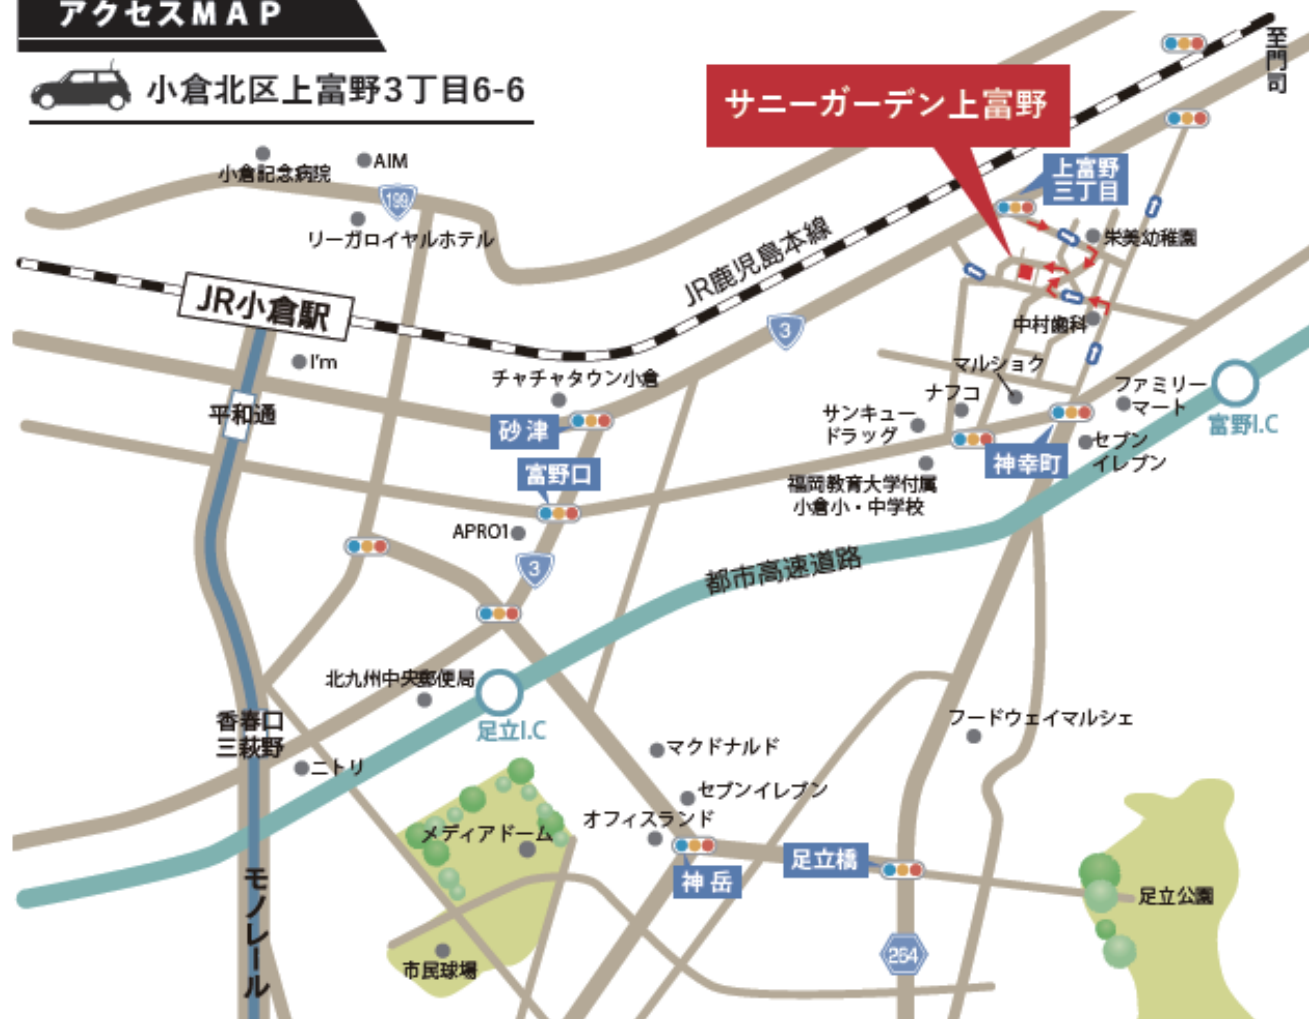 アクセスMAP
小倉北区上富野3丁目6-6
至門司
サニーガーデン上富野
上富野
三丁目
小倉記念病院
AIM
199
リーガロイヤルホテル
JR鹿児島本線
栄美幼稚園
JR小倉駅
3
中村歯科
I'm
チャチャタウン小倉
マルショク
ナフコ
ファミリー
マート
平和通
砂津
サンキュー
ドラッグ
富野I.C
富野口
神幸町
セブン
イレブン
福岡教育大学付属
小倉小・中学校
APRO1
3
都市高速道路
北九州中央郵便局
足立I.C
香春口
三萩野
フードウェイマルシェ
ニトリ
マクドナルド
セブンイレブン
オフィスランド
メディアドーム
足立橋
神岳
足立公園
モノレール
264
市民球場